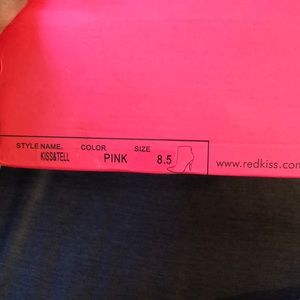 STYLE NAME. COLOR SIZE
KISS&TELL PINK 8.5
www.redkiss.com